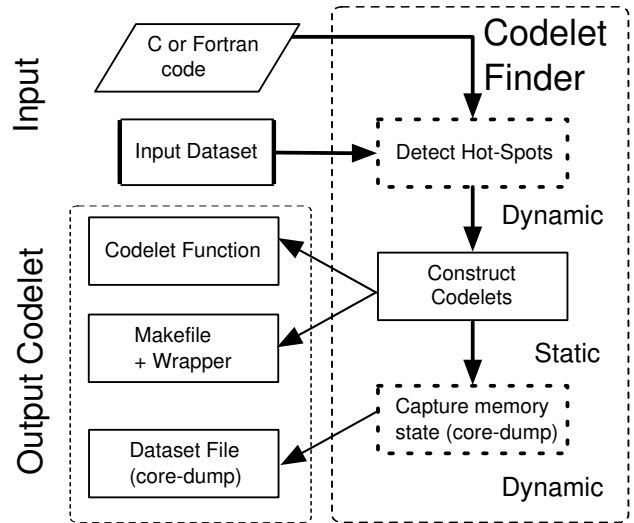 Input
C or Fortran
code
Codelet
Finder
Input Dataset
Detect Hot-Spots
Dynamic
Output Codelet
Codelet Function
Construct
Codelets
Makefile
+ Wrapper
Static
Capture memory
state (core-dump)
Dataset File
(core-dump)
Dynamic